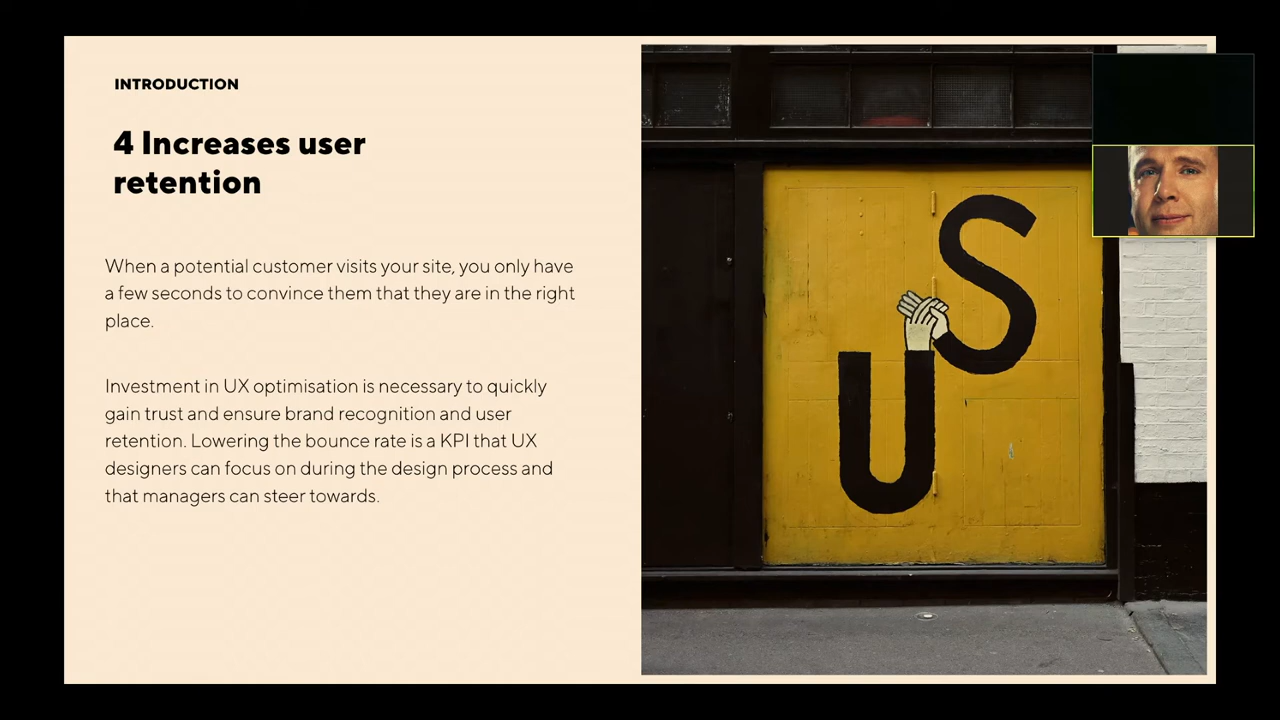 INTRODUCTION
4 Increases user
retention
When a potential customer visits your site, you only have
a few seconds to convince them that they are in the right
place.
Investment in UX optimisation is necessary to quickly
gain trust and ensure brand recognition and user
retention. Lowering the bounce rate is a KPI that UX
designers can focus on during the design process and
that managers can steer towards.
US